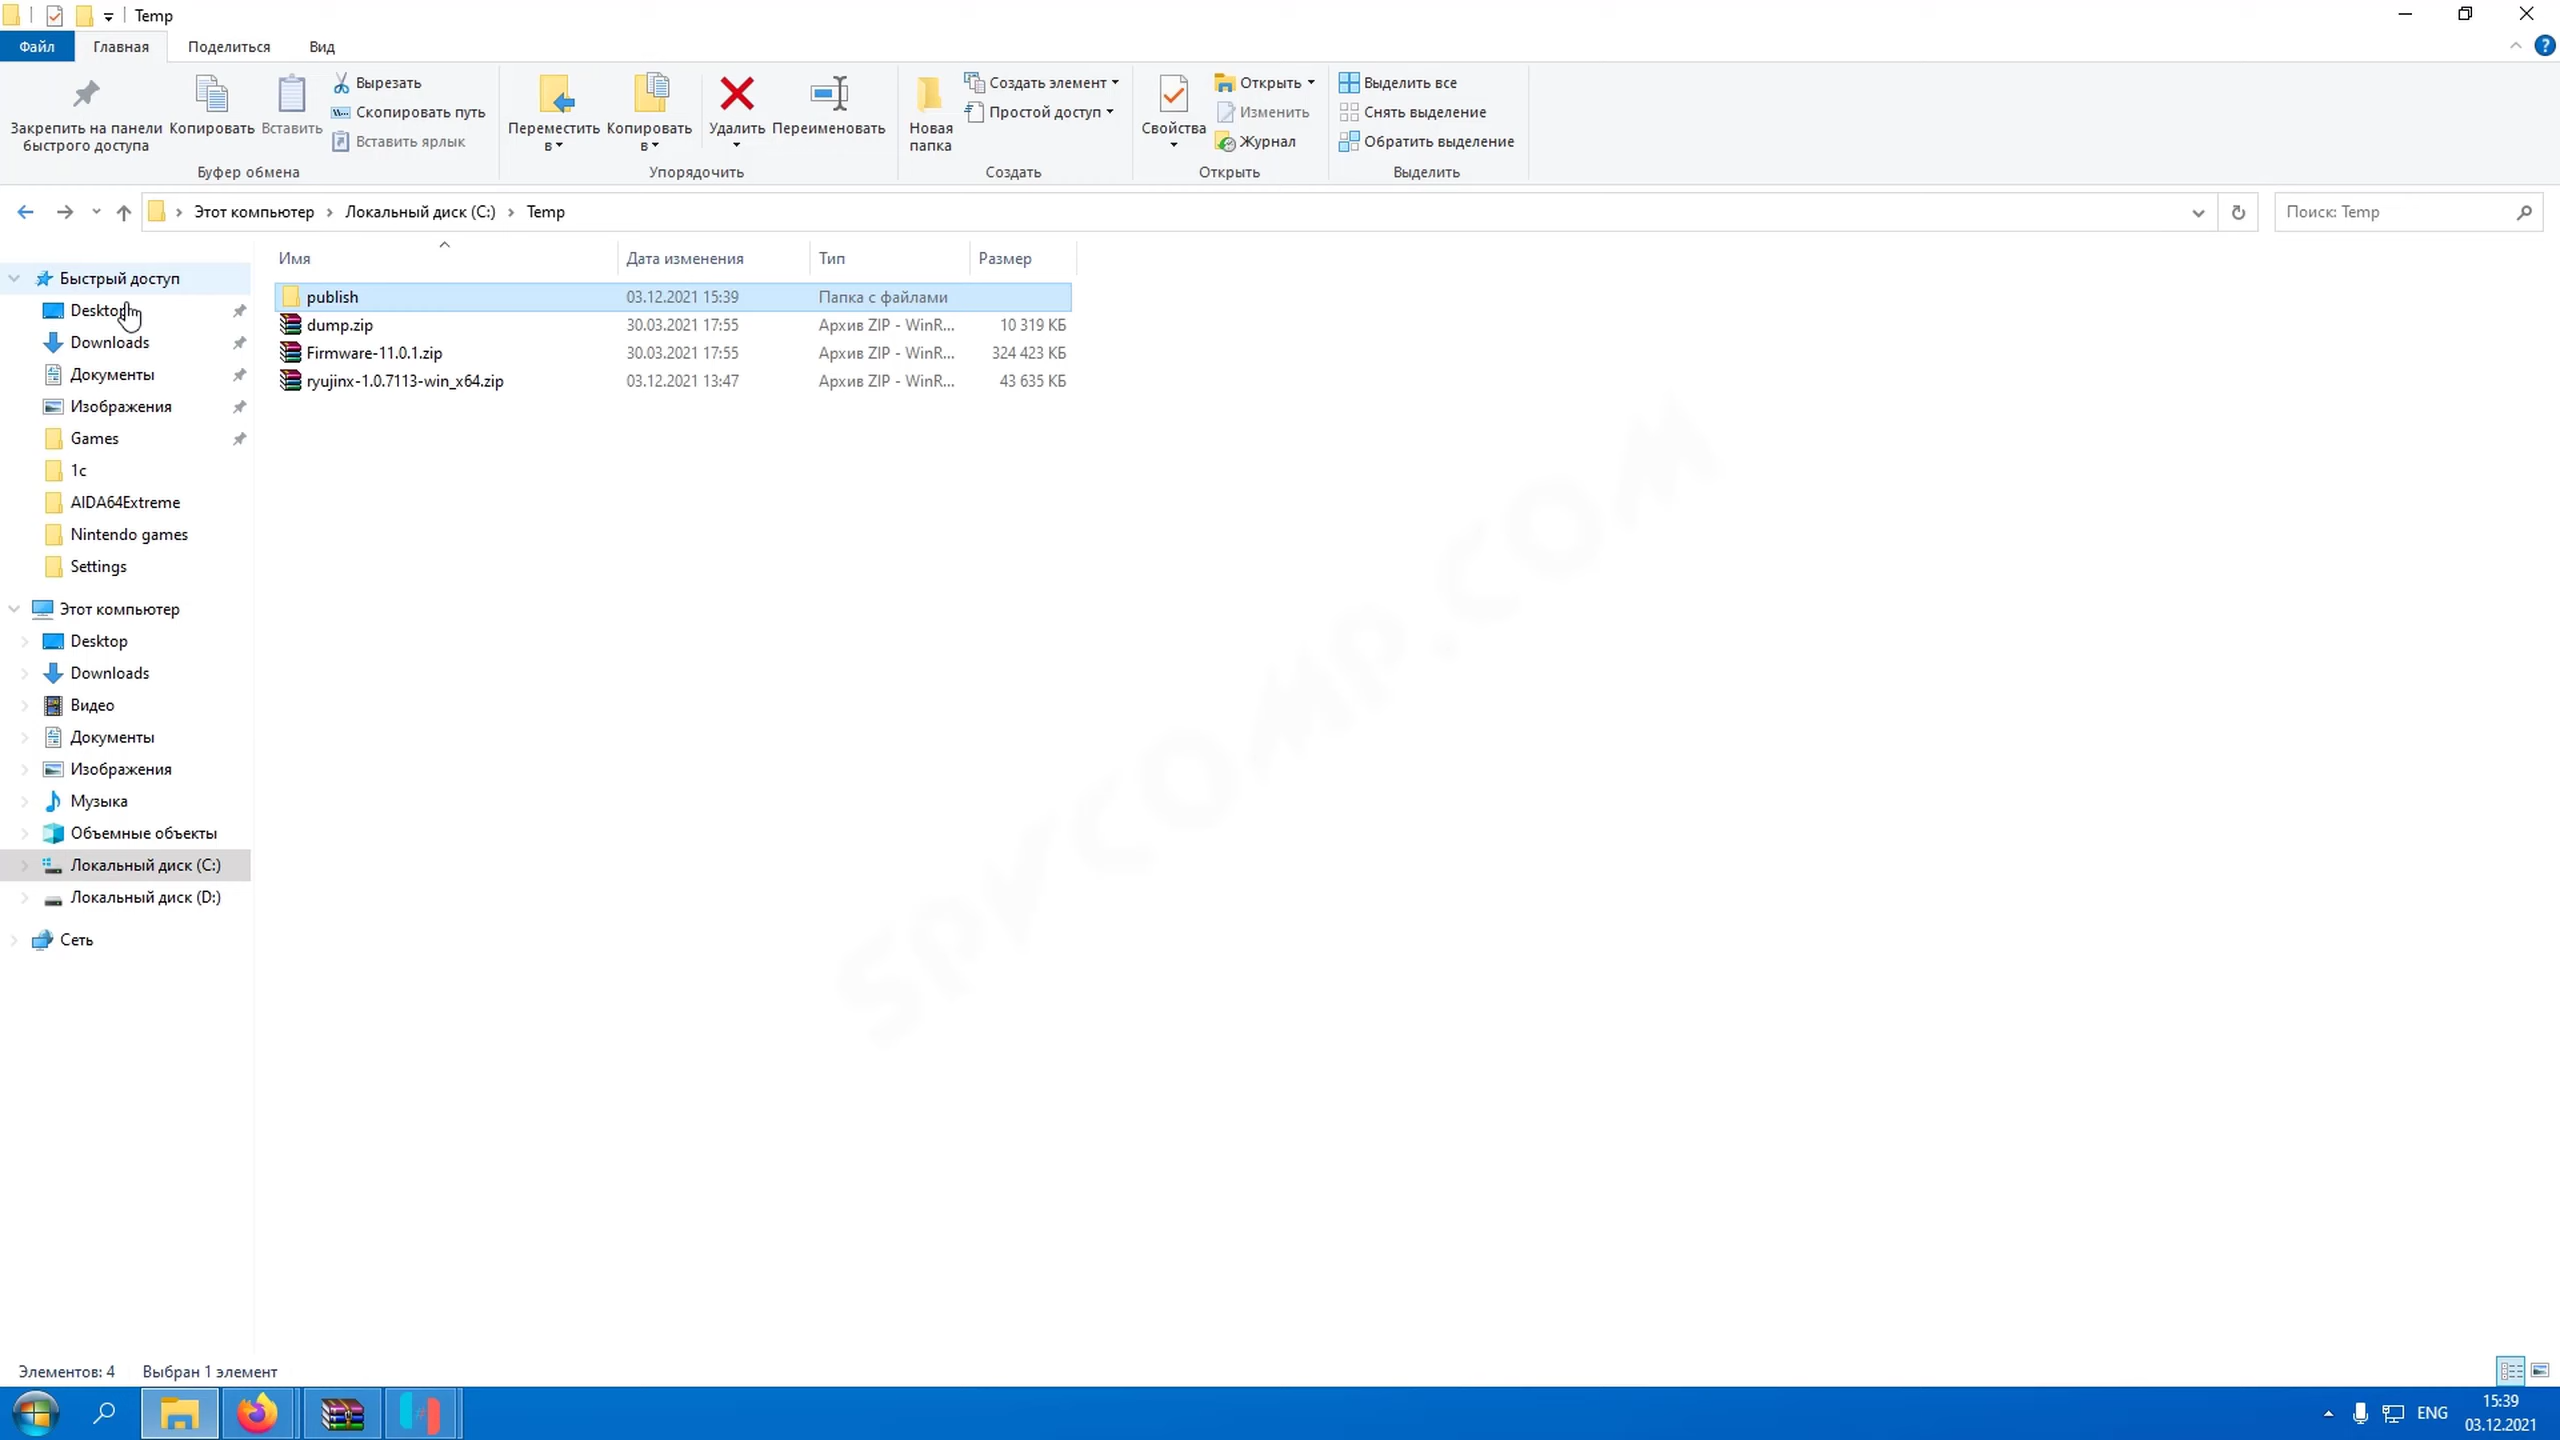 Temp
Файл Главная Поделиться Вид
Закрепить на панели быстрого доступа
Копировать
Вставить
Вырезать
Скопировать путь
Вставить ярлык
Буфер обмена
Переместить в
Копировать в
Удалить
Переименовать
Упорядочить
Новая папка
Создать элемент
Простой доступ
Создать
Свойства
Открыть
Изменить
Журнал
Открыть
Выделить все
Снять выделение
Обратить выделение
Выделить
Этот компьютер › Локальный диск (C:) › Temp
Поиск: Temp
Имя Дата изменения Тип Размер
publish 03.12.2021 15:39 Папка с файлами
dump.zip 30.03.2021 17:55 Архив ZIP - WinR... 10 319 КБ
Firmware-11.0.1.zip 30.03.2021 17:55 Архив ZIP - WinR... 324 423 КБ
ryujinx-1.0.7113-win_x64.zip 03.12.2021 13:47 Архив ZIP - WinR... 43 635 КБ
Быстрый доступ
Desktop
Downloads
Документы
Изображения
Games
1c
AIDA64Extreme
Nintendo games
Settings
Этот компьютер
Desktop
Downloads
Видео
Документы
Изображения
Музыка
Объемные объекты
Локальный диск (C:)
Локальный диск (D:)
Сеть
Элементов: 4 Выбран 1 элемент
ENG
15:39
03.12.2021